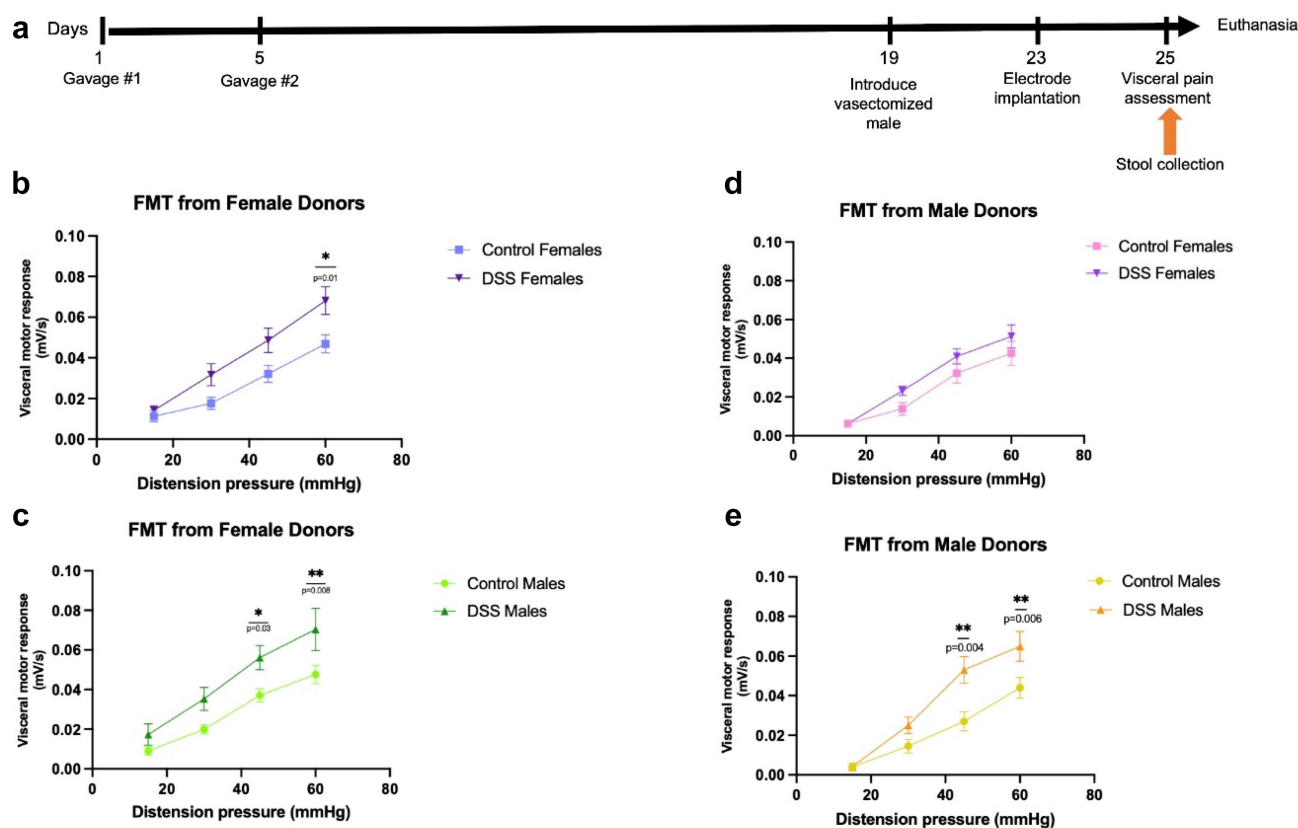 a
Days
Euthanasia
1
5
19
23
25
Gavage #1
Gavage #2
Introduce
vasectomized
male
Electrode
implantation
Visceral pain
assessment
Stool collection
b
FMT from Female Donors
Visceral motor response
(mV/s)
0.10
0.08
0.06
0.04
0.02
0.00
0
20
40
60
80
Distension pressure (mmHg)
*
p=0.01
Control Females
DSS Females
d
FMT from Male Donors
Visceral motor response
(mV/s)
0.10
0.08
0.06
0.04
0.02
0.00
0
20
40
60
80
Distension pressure (mmHg)
Control Females
DSS Females
c
FMT from Female Donors
Visceral motor response
(mV/s)
0.10
0.08
0.06
0.04
0.02
0.00
0
20
40
60
80
Distension pressure (mmHg)
*
p=0.03
**
p=0.008
Control Males
DSS Males
e
FMT from Male Donors
Visceral motor response
(mV/s)
0.10
0.08
0.06
0.04
0.02
0.00
0
20
40
60
80
Distension pressure (mmHg)
**
p=0.004
**
p=0.006
Control Males
DSS Males